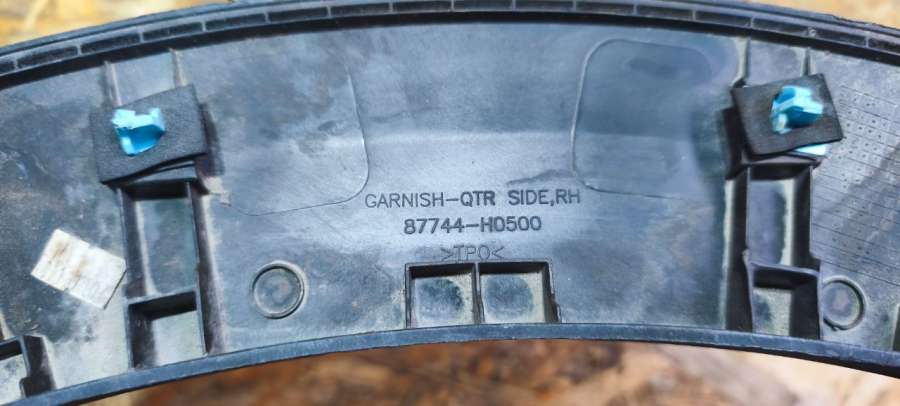 GARNISH-QTR SIDE,RH
87744-H0500
>TPO<